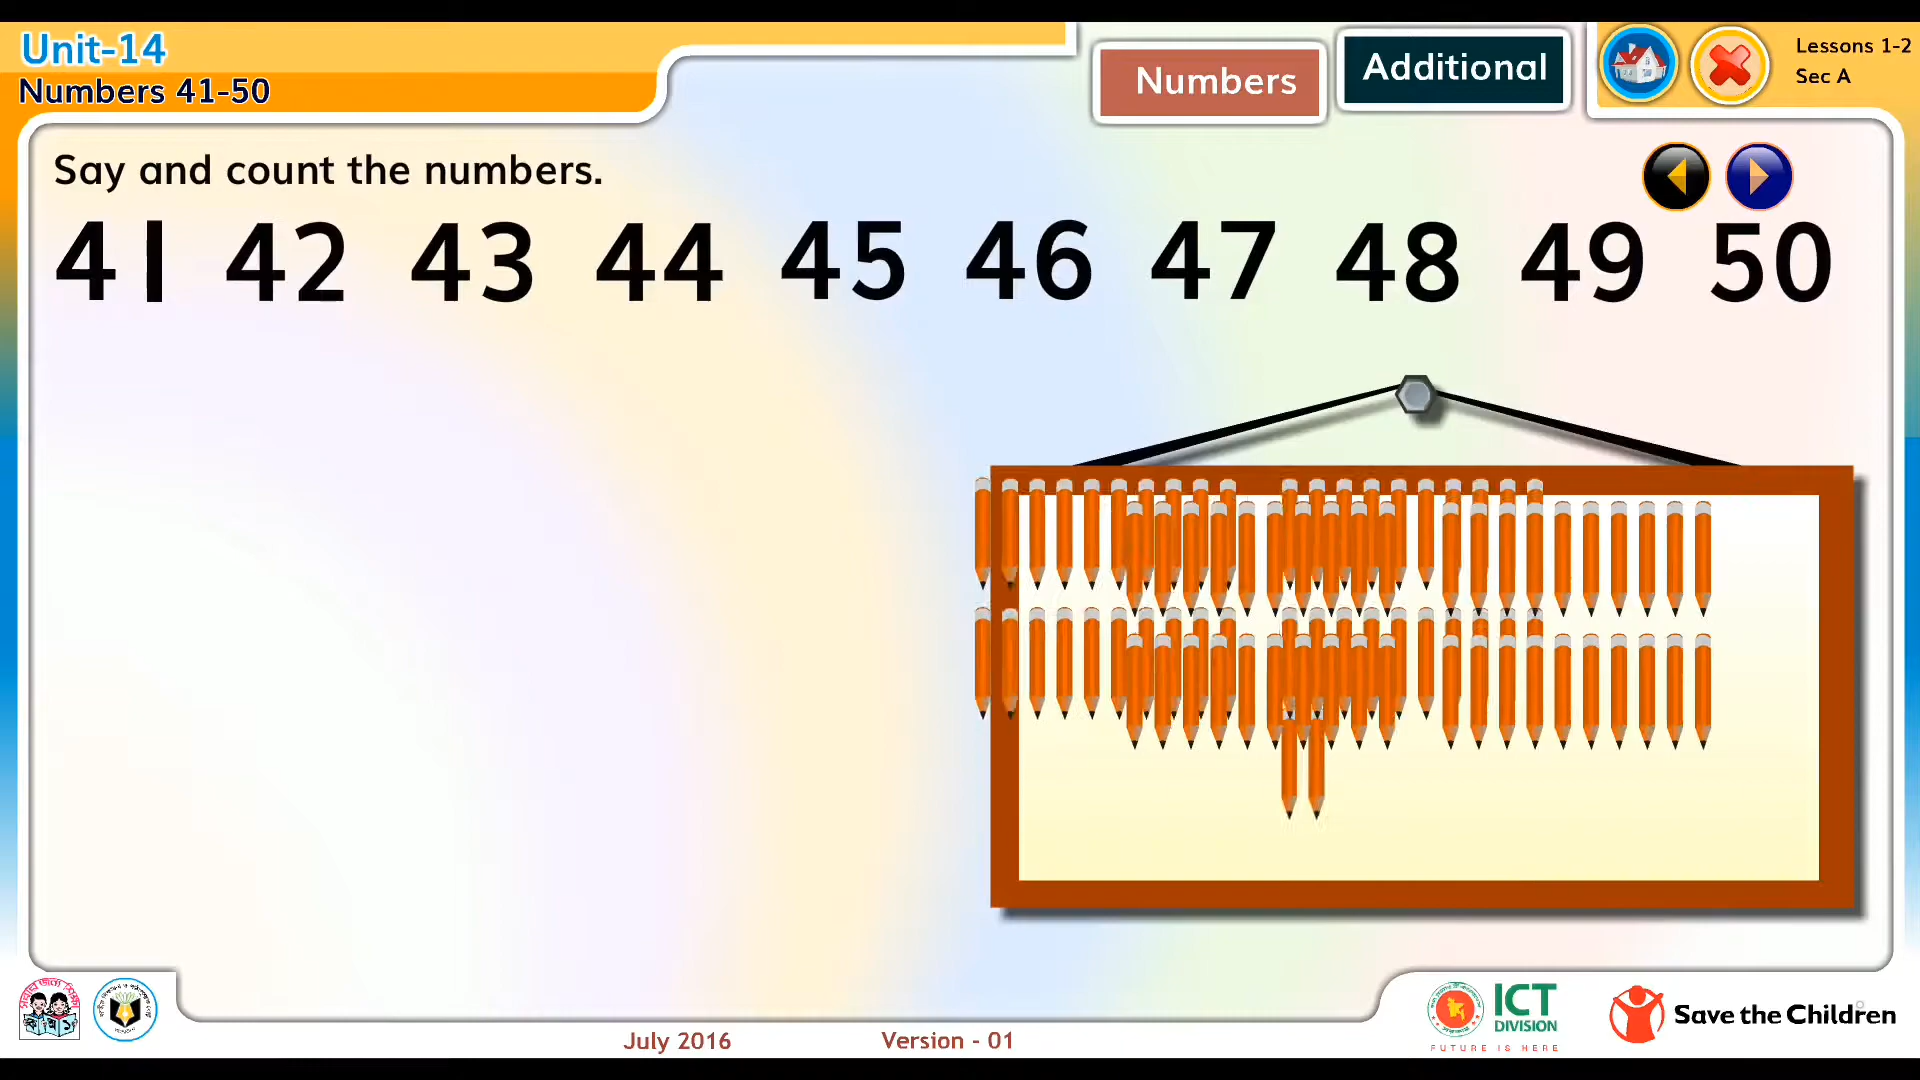 Unit-14
Numbers 41-50
Numbers
Additional
Lessons 1-2
Sec A
Say and count the numbers.
41 42 43 44 45 46 47 48 49 50
July 2016
Version - 01
ICT
DIVISION
FUTURE IS HERE
Save the Children